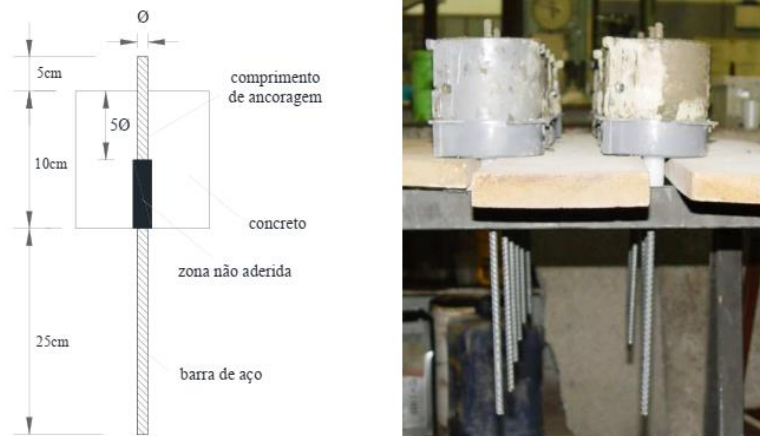 Ø
5cm
comprimento
de ancoragem
5Ø
10cm
concreto
zona não aderida
25cm
barra de aço